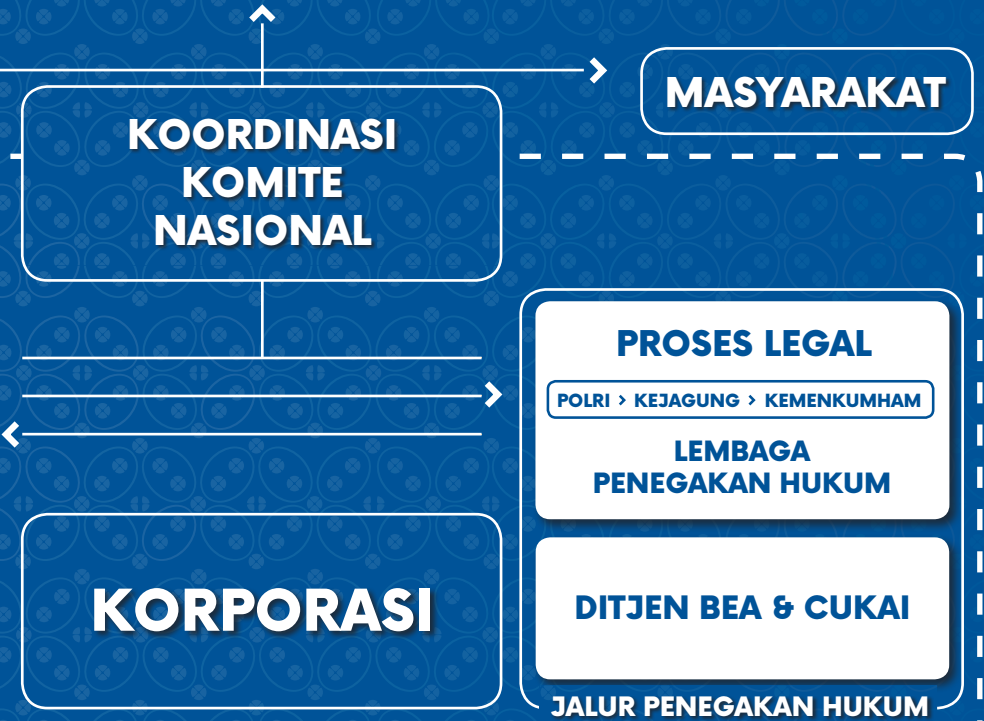 MASYARAKAT
KOORDINASI
KOMITE
NASIONAL
PROSES LEGAL
POLRI > KEJAGUNG > KEMENKUMHAM
LEMBAGA
PENEGAKAN HUKUM
KORPORASI
DITJEN BEA & CUKAI
JALUR PENEGAKAN HUKUM